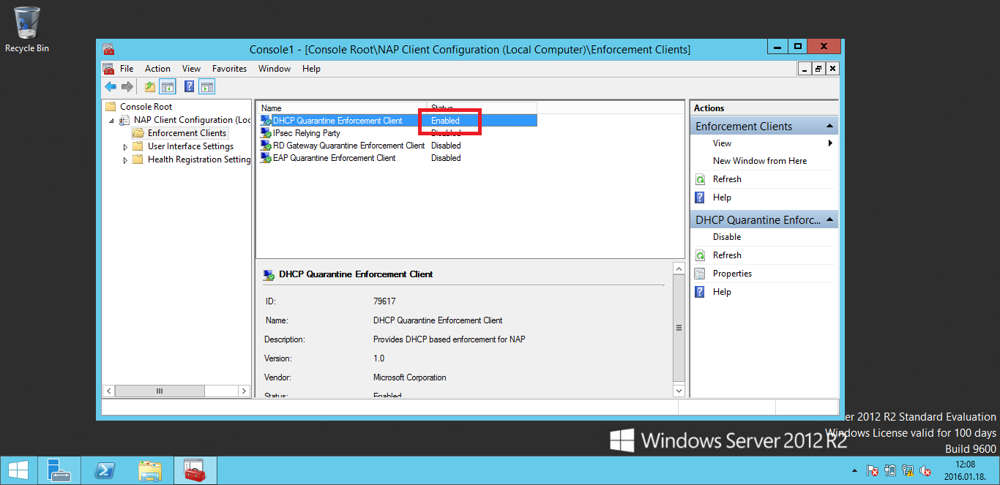 Recycle Bin
Console1 - [Console Root\NAP Client Configuration (Local Computer)\Enforcement Clients]
File Action View Favorites Window Help
Console Root
NAP Client Configuration (Loc
Enforcement Clients
User Interface Settings
Health Registration Setting
Name Status
DHCP Quarantine Enforcement Client Enabled
IPsec Relying Party Disabled
RD Gateway Quarantine Enforcement Client Disabled
EAP Quarantine Enforcement Client Disabled
DHCP Quarantine Enforcement Client
ID: 79617
Name: DHCP Quarantine Enforcement Client
Description: Provides DHCP based enforcement for NAP
Version: 1.0
Vendor: Microsoft Corporation
Status: Enabled
Actions
Enforcement Clients
View
New Window from Here
Refresh
Help
DHCP Quarantine Enforc...
Disable
Refresh
Properties
Help
er 2012 R2 Standard Evaluation
Windows License valid for 100 days
Build 9600
Windows Server 2012 R2
12:08
2016.01.18.